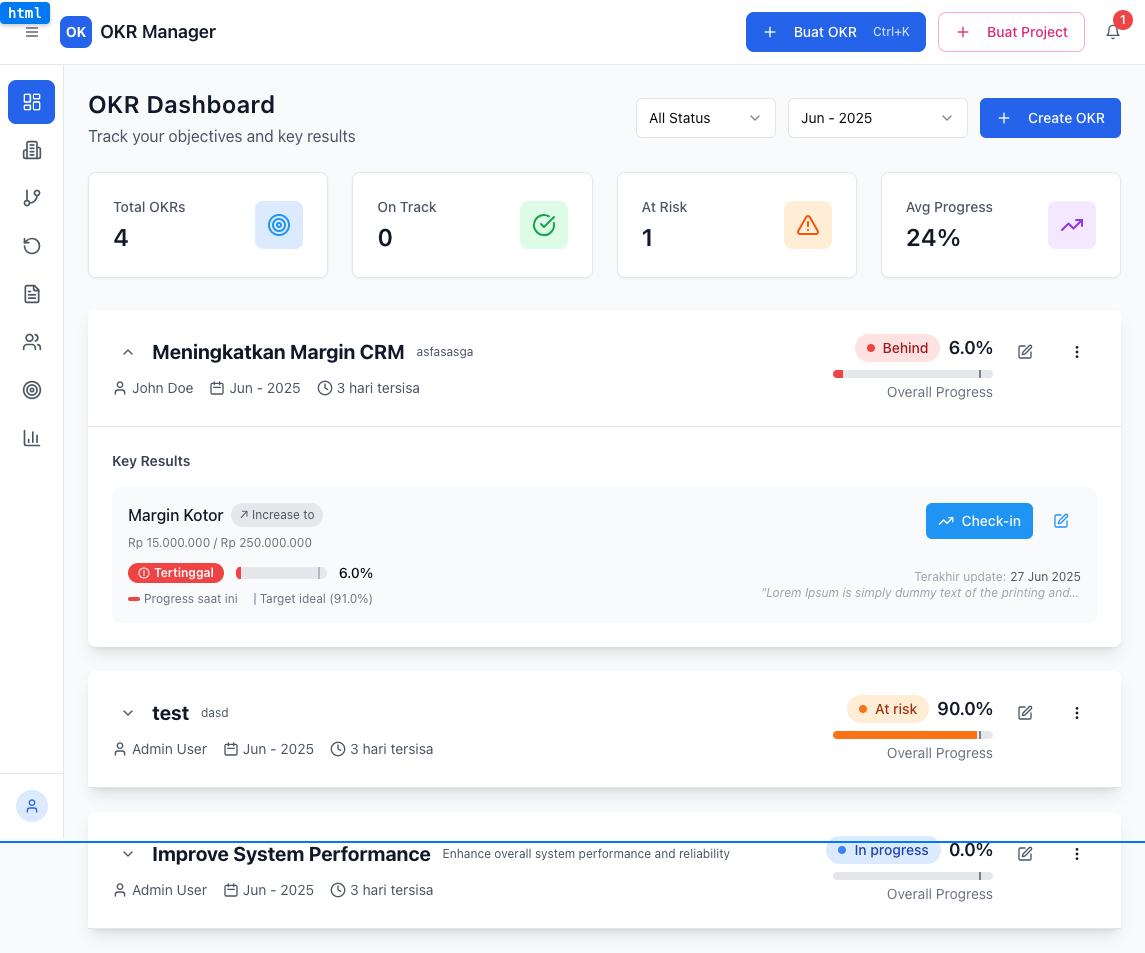 html
OK OKR Manager
Buat OKR Ctrl+K
Buat Project
1
OKR Dashboard
Track your objectives and key results
All Status
Jun - 2025
Create OKR
Total OKRs
4
On Track
0
At Risk
1
Avg Progress
24%
Meningkatkan Margin CRM asfasasga
Behind 6.0%
John Doe Jun - 2025 3 hari tersisa
Overall Progress
Key Results
Margin Kotor Increase to
Check-in
Rp 15.000.000 / Rp 250.000.000
Tertinggal 6.0%
Progress saat ini | Target ideal (91.0%)
Terakhir update: 27 Jun 2025
"Lorem Ipsum is simply dummy text of the printing and...
test dasd
At risk 90.0%
Admin User Jun - 2025 3 hari tersisa
Overall Progress
Improve System Performance Enhance overall system performance and reliability
In progress 0.0%
Admin User Jun - 2025 3 hari tersisa
Overall Progress